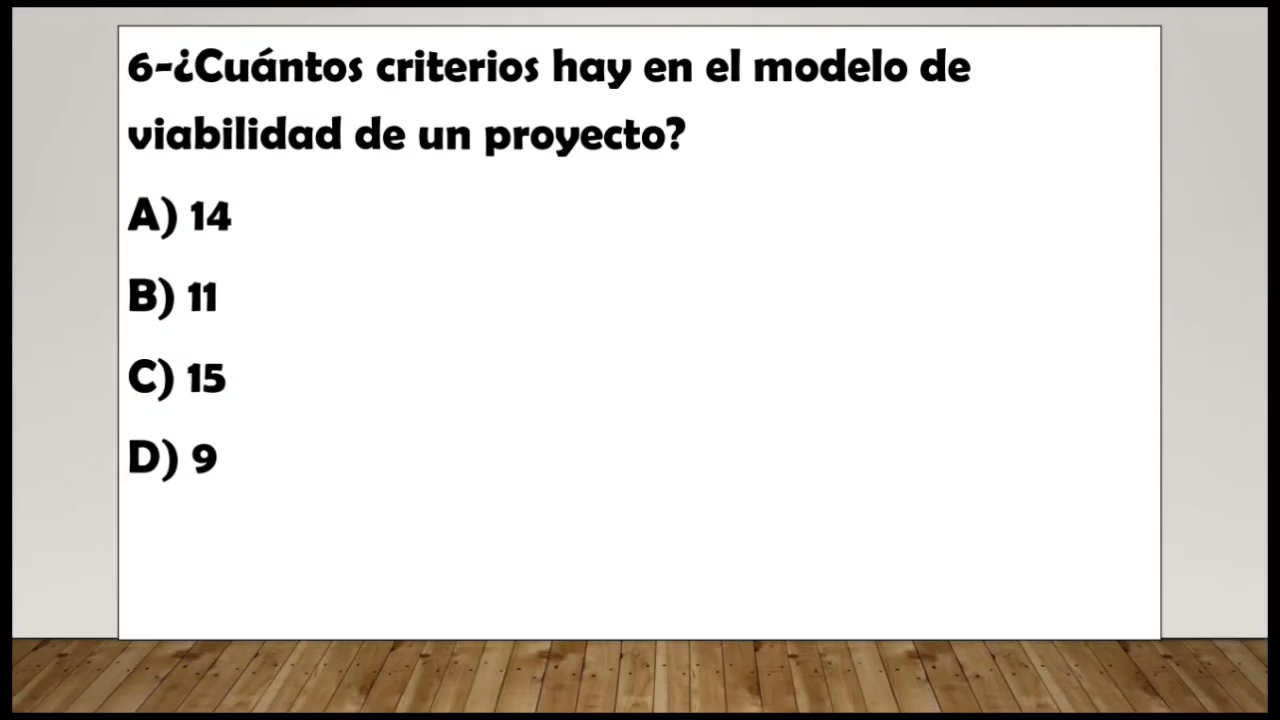 6-¿Cuántos criterios hay en el modelo de
viabilidad de un proyecto?
A) 14
B) 11
C) 15
D) 9